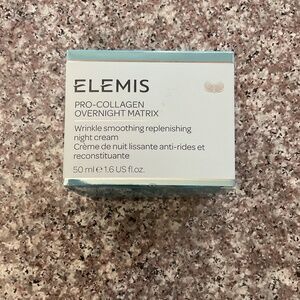 ELEMIS
PRO-COLLAGEN
OVERNIGHT MATRIX
Wrinkle smoothing replenishing
night cream
Crème de nuit lissante anti-rides et
reconstituante
50 ml ℮ 1.6 US fl.oz.